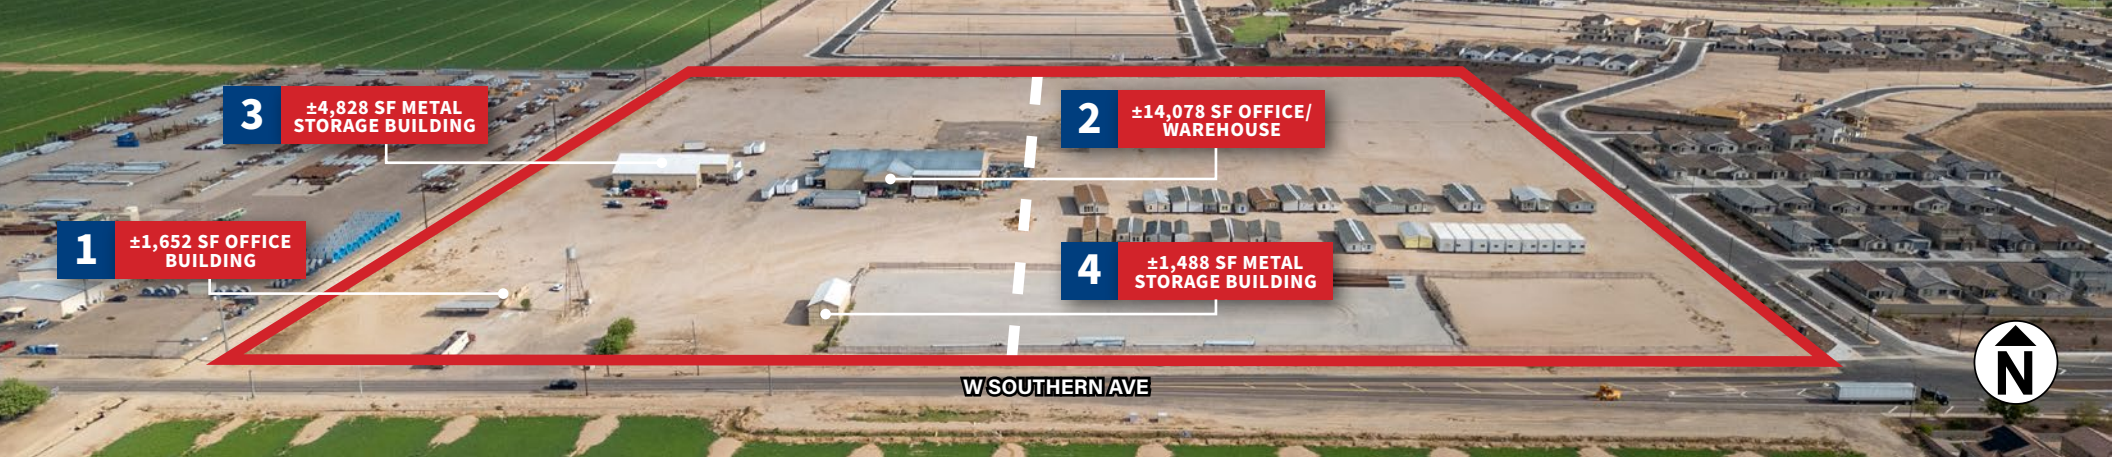 3
±4,828 SF METAL
STORAGE BUILDING
2
±14,078 SF OFFICE/
WAREHOUSE
1
±1,652 SF OFFICE
BUILDING
4
±1,488 SF METAL
STORAGE BUILDING
W SOUTHERN AVE
N